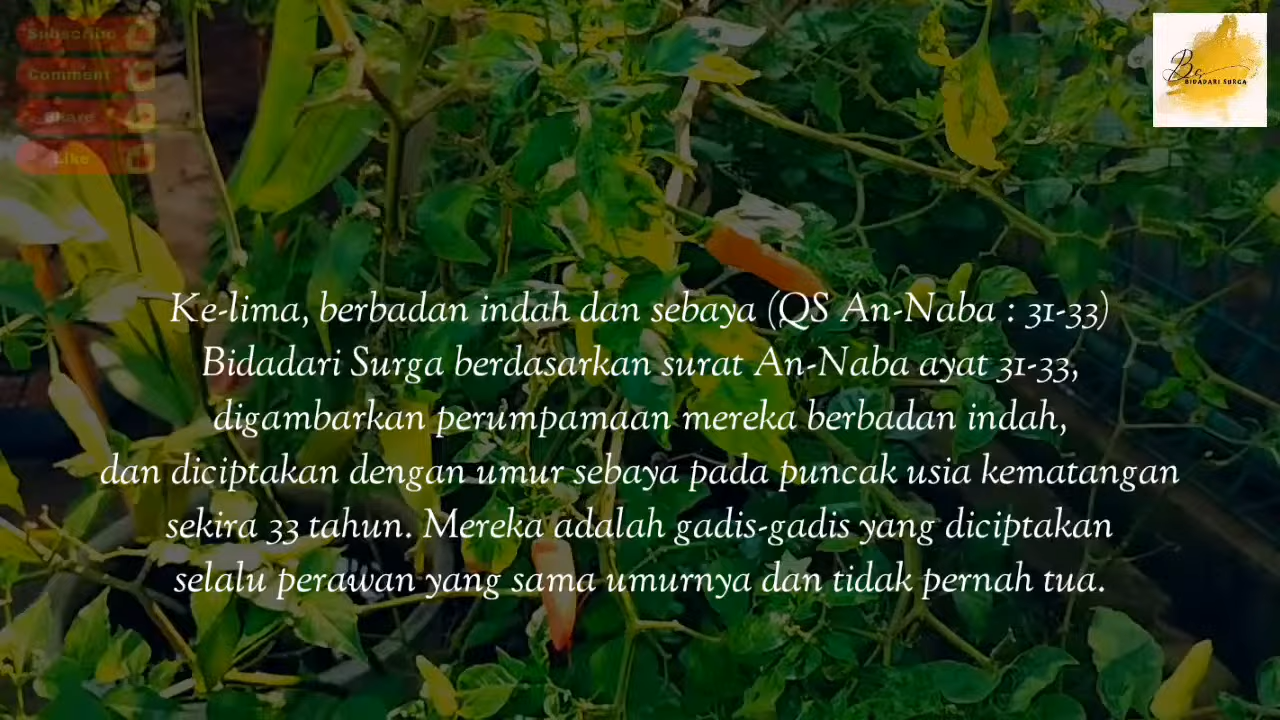 Subscribe
Comment
Share
Like
BIDADARI SURGA
Ke-lima, berbadan indah dan sebaya (QS An-Naba : 31-33)
Bidadari Surga berdasarkan surat An-Naba ayat 31-33,
digambarkan perumpamaan mereka berbadan indah,
dan diciptakan dengan umur sebaya pada puncak usia kematangan
sekira 33 tahun. Mereka adalah gadis-gadis yang diciptakan
selalu perawan yang sama umurnya dan tidak pernah tua.